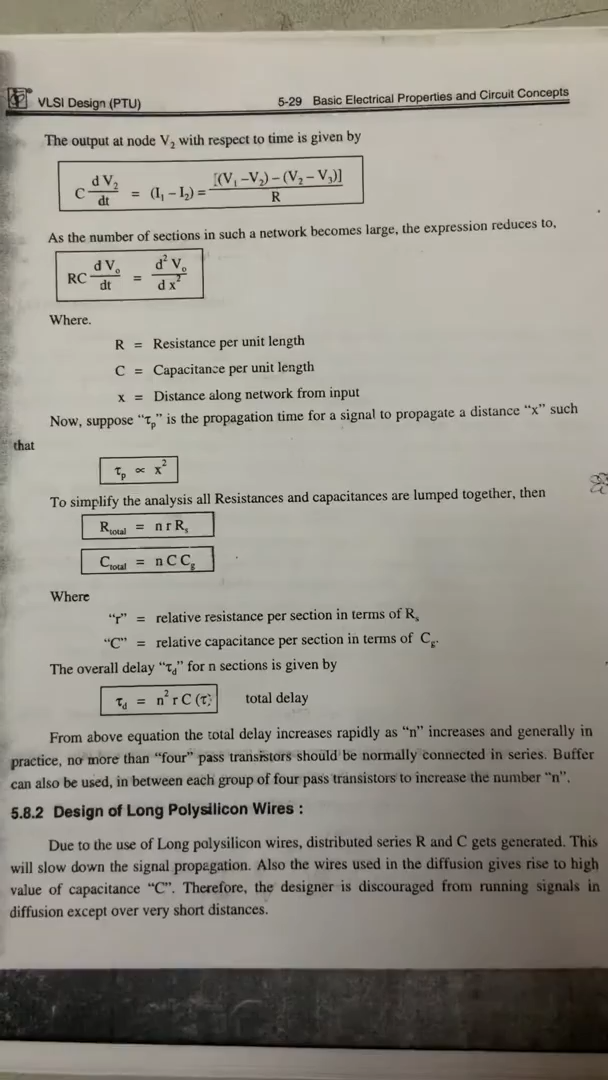 VLSI Design (PTU) 5-29 Basic Electrical Properties and Circuit Concepts
The output at node V₂ with respect to time is given by
C dV₂/dt = (I₁ – I₂) = [(V₁ –V₂) – (V₂ – V₃)]/R
As the number of sections in such a network becomes large, the expression reduces to,
RC dVₒ/dt = d²Vₒ/dx²
Where.
R = Resistance per unit length
C = Capacitance per unit length
x = Distance along network from input
Now, suppose “τₚ” is the propagation time for a signal to propagate a distance “x” such
that
τₚ ∝ x²
To simplify the analysis all Resistances and capacitances are lumped together, then
R_total = n r Rₛ
C_total = n C C_g
Where
“r” = relative resistance per section in terms of Rₛ
“C” = relative capacitance per section in terms of C_g.
The overall delay “τ_d” for n sections is given by
τ_d = n² r C (τ) total delay
From above equation the total delay increases rapidly as “n” increases and generally in
practice, no more than “four” pass transistors should be normally connected in series. Buffer
can also be used, in between each group of four pass transistors to increase the number “n”.
5.8.2 Design of Long Polysilicon Wires :
Due to the use of Long polysilicon wires, distributed series R and C gets generated. This
will slow down the signal propagation. Also the wires used in the diffusion gives rise to high
value of capacitance “C”. Therefore, the designer is discouraged from running signals in
diffusion except over very short distances.